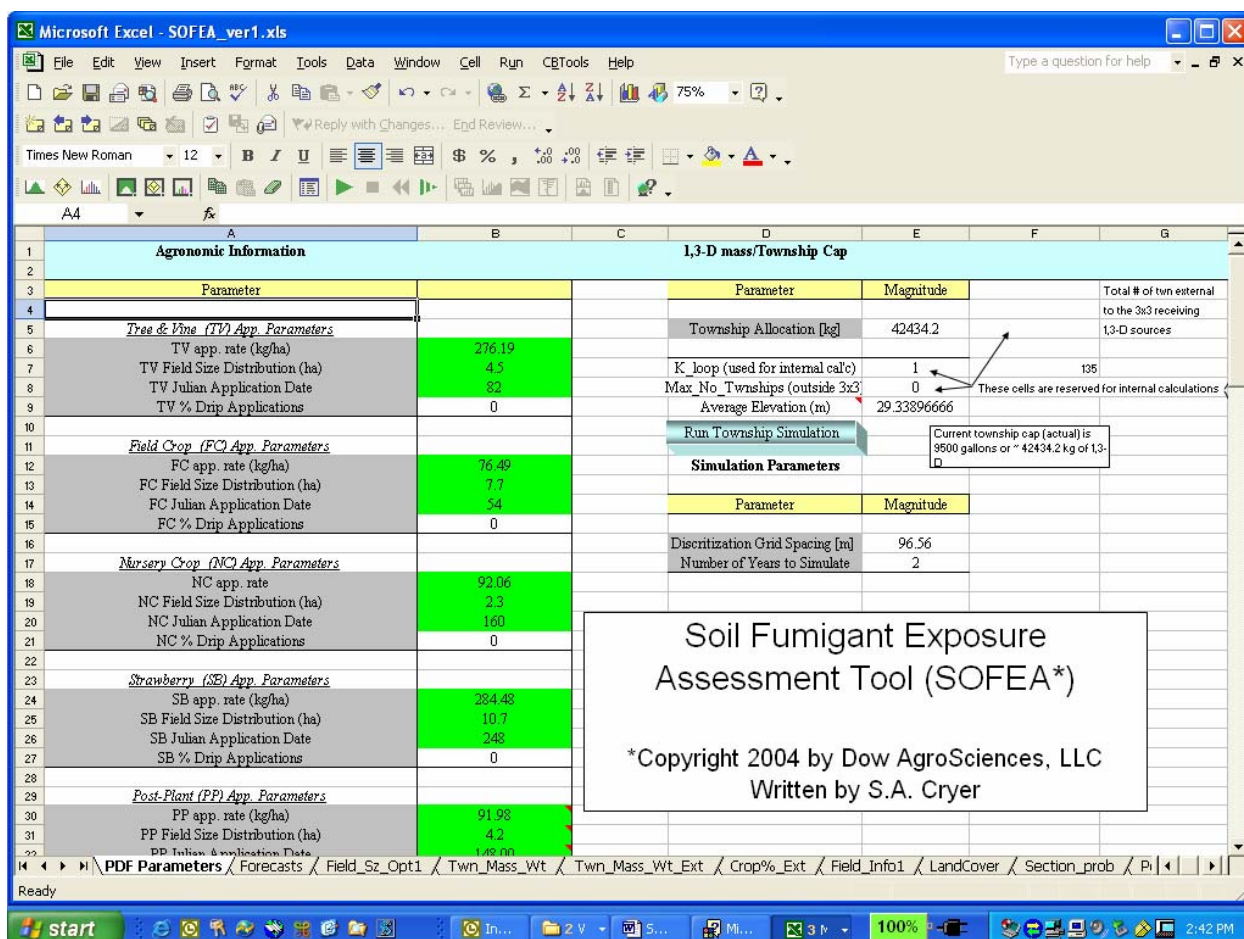 Microsoft Excel - SOFEA_ver1.xls
File Edit View Insert Format Tools Data Window Cell Run CBTools Help
Type a question for help
75%
Reply with Changes... End Review...
Times New Roman 12 B I U $ % ,
A4 fx
A B C D E F G
1 Agronomic Information 1,3-D mass/Township Cap
2
3 Parameter Parameter Magnitude Total # of twn external
4 to the 3x3 receiving
5 Tree & Vine (TV) App. Parameters Township Allocation [kg] 42434.2 1,3-D sources
6 TV app. rate (kg/ha) 276.19
7 TV Field Size Distribution (ha) 4.5 K_loop (used for internal cal'c) 1 135
8 TV Julian Application Date 82 Max_No_Twnships (outside 3x3) 0 These cells are reserved for internal calculations
9 TV % Drip Applications 0 Average Elevation (m) 29.33896666
10 Run Township Simulation
11 Field Crop (FC) App. Parameters
Current township cap (actual) is
9500 gallons or ~ 42434.2 kg of 1,3-
D
12 FC app. rate (kg/ha) 76.49 Simulation Parameters
13 FC Field Size Distribution (ha) 7.7
14 FC Julian Application Date 54 Parameter Magnitude
15 FC % Drip Applications 0
16 Discritization Grid Spacing [m] 96.56
17 Nursery Crop (NC) App. Parameters Number of Years to Simulate 2
18 NC app. rate 92.06
19 NC Field Size Distribution (ha) 2.3
20 NC Julian Application Date 160
21 NC % Drip Applications 0
22
23 Strawberry (SB) App. Parameters
24 SB app. rate (kg/ha) 284.48
25 SB Field Size Distribution (ha) 10.7
26 SB Julian Application Date 248
27 SB % Drip Applications 0
28
29 Post-Plant (PP) App. Parameters
30 PP app. rate (kg/ha) 91.98
31 PP Field Size Distribution (ha) 4.2
32 PP Julian Application Date 148.00
Soil Fumigant Exposure
Assessment Tool (SOFEA*)
*Copyright 2004 by Dow AgroSciences, LLC
Written by S.A. Cryer
PDF Parameters / Forecasts / Field_Sz_Opt1 / Twn_Mass_Wt / Twn_Mass_Wt_Ext / Crop%_Ext / Field_Info1 / LandCover / Section_prob /
Ready
start In... 2 V S... Mi... 3 M 100% 2:42 PM